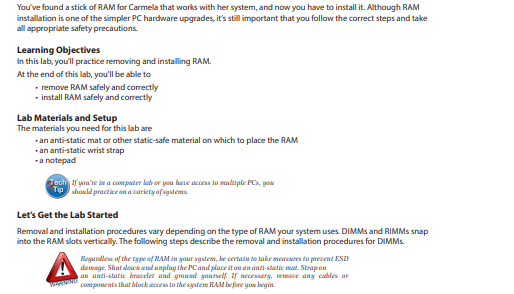 You've found a stick of RAM for Carmela that works with her system, and now you have to install it. Although RAM
installation is one of the simpler PC hardware upgrades, it's still important that you follow the correct steps and take
all appropriate safety precautions.
Learning Objectives
In this lab, you'll practice removing and installing RAM.
At the end of this lab, you'll be able to
• remove RAM safely and correctly
• install RAM safely and correctly
Lab Materials and Setup
The materials you need for this lab are
• an anti-static mat or other static-safe material on which to place the RAM
• an anti-static wrist strap
• a notepad
Tech
Tip
If you're in a computer lab or you have access to multiple PCs, you
should practice on a variety of systems.
Let's Get the Lab Started
Removal and installation procedures vary depending on the type of RAM your system uses. DIMMs and RIMMs snap
into the RAM slots vertically. The following steps describe the removal and installation procedures for DIMMs.
WARNING
Regardless of the type of RAM in your system, be certain to take measures to prevent ESD
damage. Shut down and unplug the PC and place it on an anti-static mat. Strap on
an anti-static bracelet and ground yourself. If necessary, remove any cables or
components that block access to the system RAM before you begin.